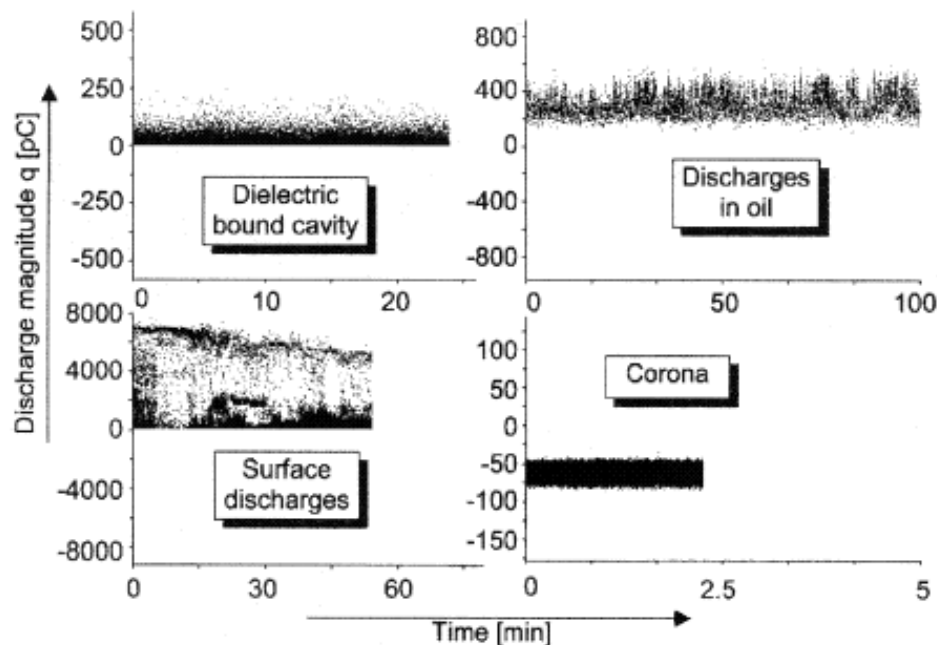 Discharge magnitude q [pC]
500
250
0
-250
-500
0 10 20
Dielectric
bound cavity
800
400
0
-400
-800
0 50 100
Discharges
in oil
8000
4000
0
-4000
-8000
0 30 60
Surface
discharges
100
50
0
-50
-100
-150
0 2.5 5
Corona
Time [min]